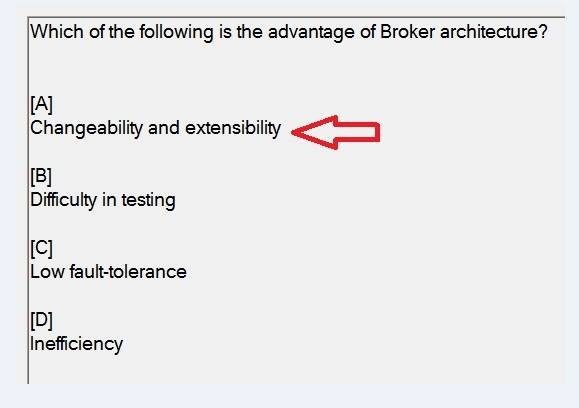 Which of the following is the advantage of Broker architecture?
[A]
Changeability and extensibility
[B]
Difficulty in testing
[C]
Low fault-tolerance
[D]
Inefficiency